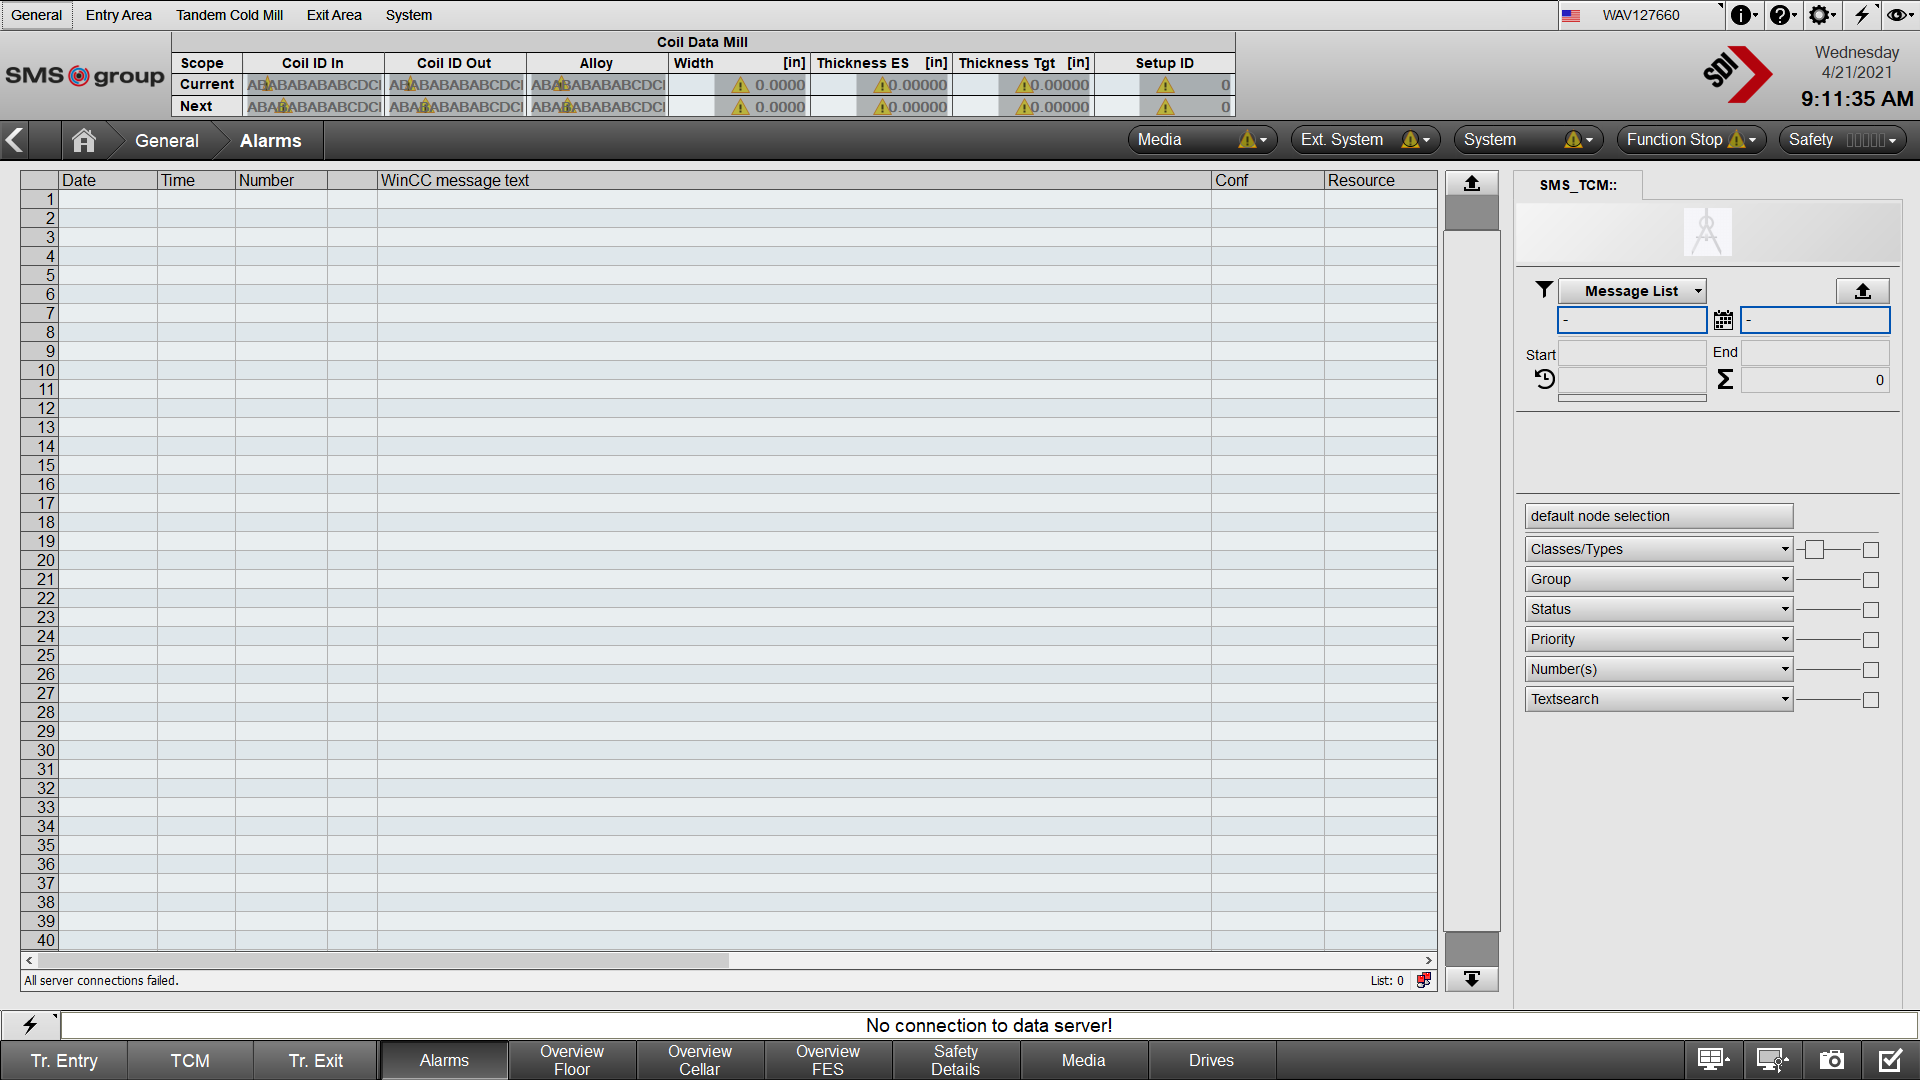 General Entry Area Tandem Cold Mill Exit Area System WAV127660
Coil Data Mill
Scope Coil ID In Coil ID Out Alloy Width [in] Thickness ES [in] Thickness Tgt [in] Setup ID
Current ABABABABABCDCI ABABABABABCDCI ABABABABABCDCI 0.0000 0.00000 0.00000 0
Next ABABABABABCDCI ABABABABABCDCI ABABABABABCDCI 0.0000 0.00000 0.00000 0
SMS group
SDI
Wednesday
4/21/2021
9:11:35 AM
General Alarms Media Ext. System System Function Stop Safety
Date Time Number WinCC message text Conf Resource
1
2
3
4
5
6
7
8
9
10
11
12
13
14
15
16
17
18
19
20
21
22
23
24
25
26
27
28
29
30
31
32
33
34
35
36
37
38
39
40
All server connections failed. List: 0
SMS_TCM::
Message List
- -
Start End
0
default node selection
Classes/Types
Group
Status
Priority
Number(s)
Textsearch
No connection to data server!
Tr. Entry TCM Tr. Exit Alarms Overview Floor Overview Cellar Overview FES Safety Details Media Drives